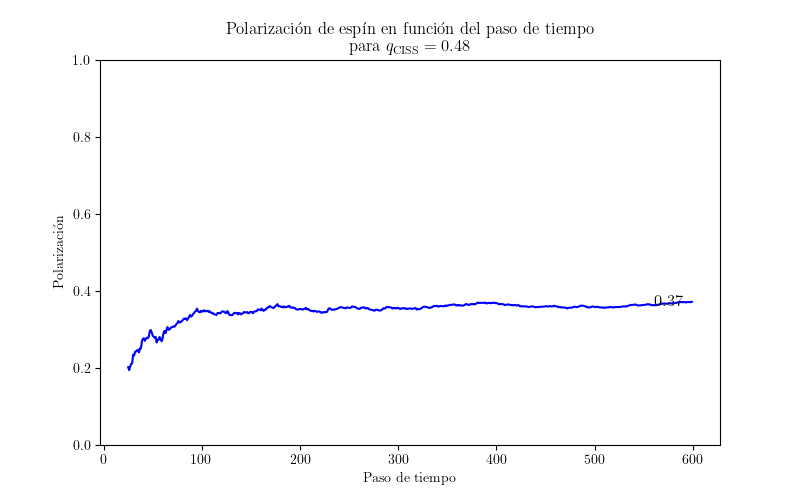 Polarización de espín en función del paso de tiempo
para q_CISS = 0.48
1.0
0.8
0.6
0.4
0.2
0.0
Polarización
0.37
0 100 200 300 400 500 600
Paso de tiempo